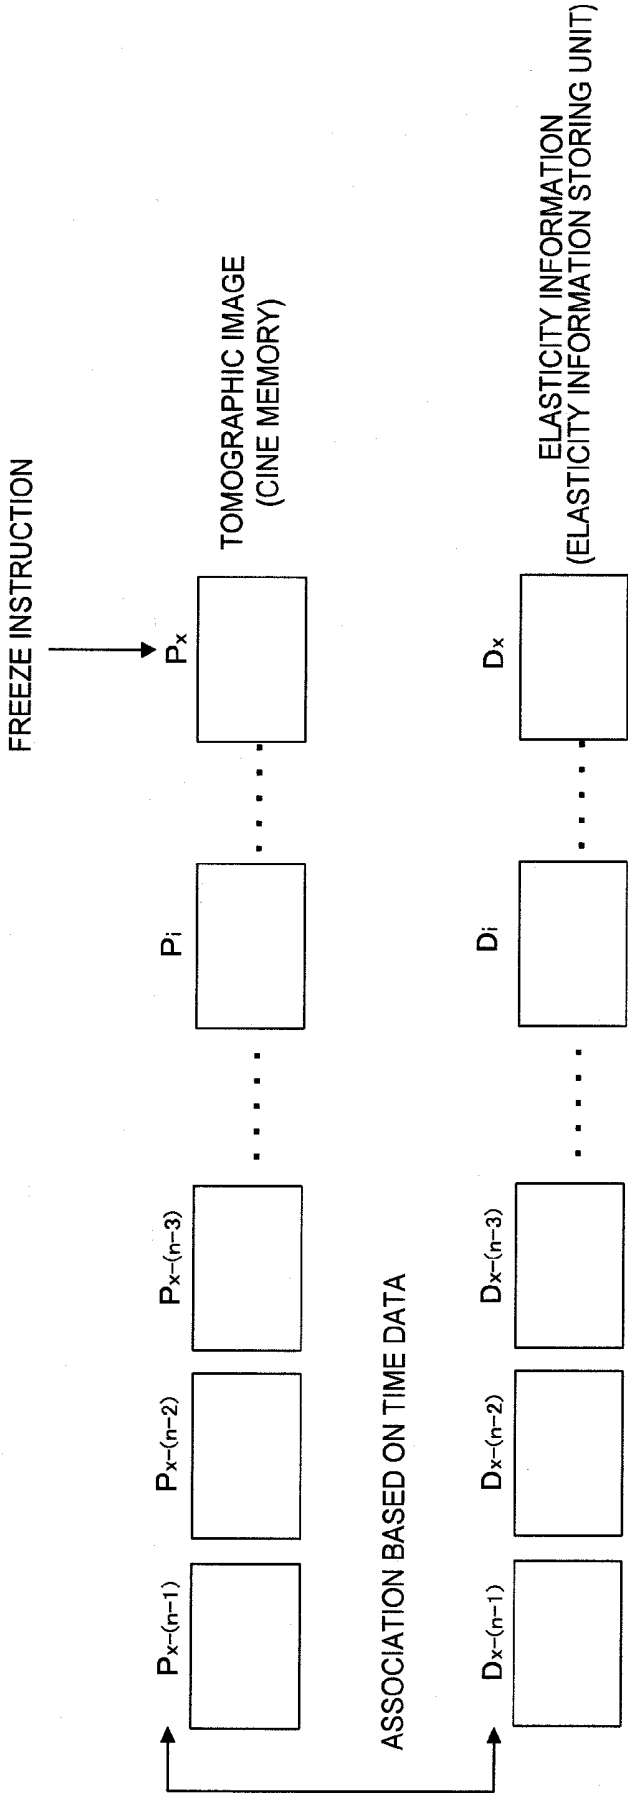 FREEZE INSTRUCTION
Px-(n-1) Px-(n-2) Px-(n-3) Pi Px
TOMOGRAPHIC IMAGE
(CINE MEMORY)
ASSOCIATION BASED ON TIME DATA
Dx-(n-1) Dx-(n-2) Dx-(n-3) Di Dx
ELASTICITY INFORMATION
(ELASTICITY INFORMATION STORING UNIT)